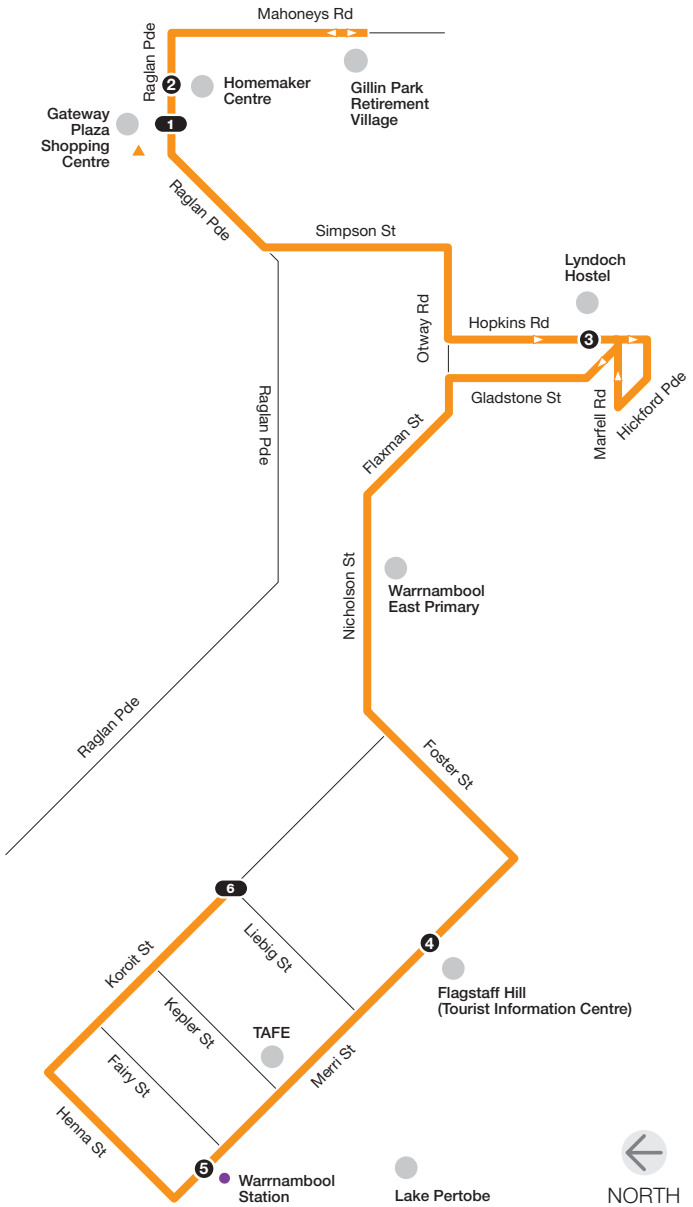 Mahoneys Rd
Raglan Pde
2
Homemaker
Centre
Gillin Park
Retirement
Village
Gateway
Plaza
Shopping
Centre
1
Raglan Pde
Simpson St
Lyndoch
Hostel
Otway Rd
Hopkins Rd
3
Gladstone St
Marfell Rd
Hickford Pde
Raglan Pde
Flaxman St
Nicholson St
Warrnambool
East Primary
Raglan Pde
Foster St
6
Koroit St
Liebig St
4
Flagstaff Hill
(Tourist Information Centre)
Kepler St
TAFE
Merri St
Fairy St
Henna St
5
Warrnambool
Station
Lake Pertobe
NORTH